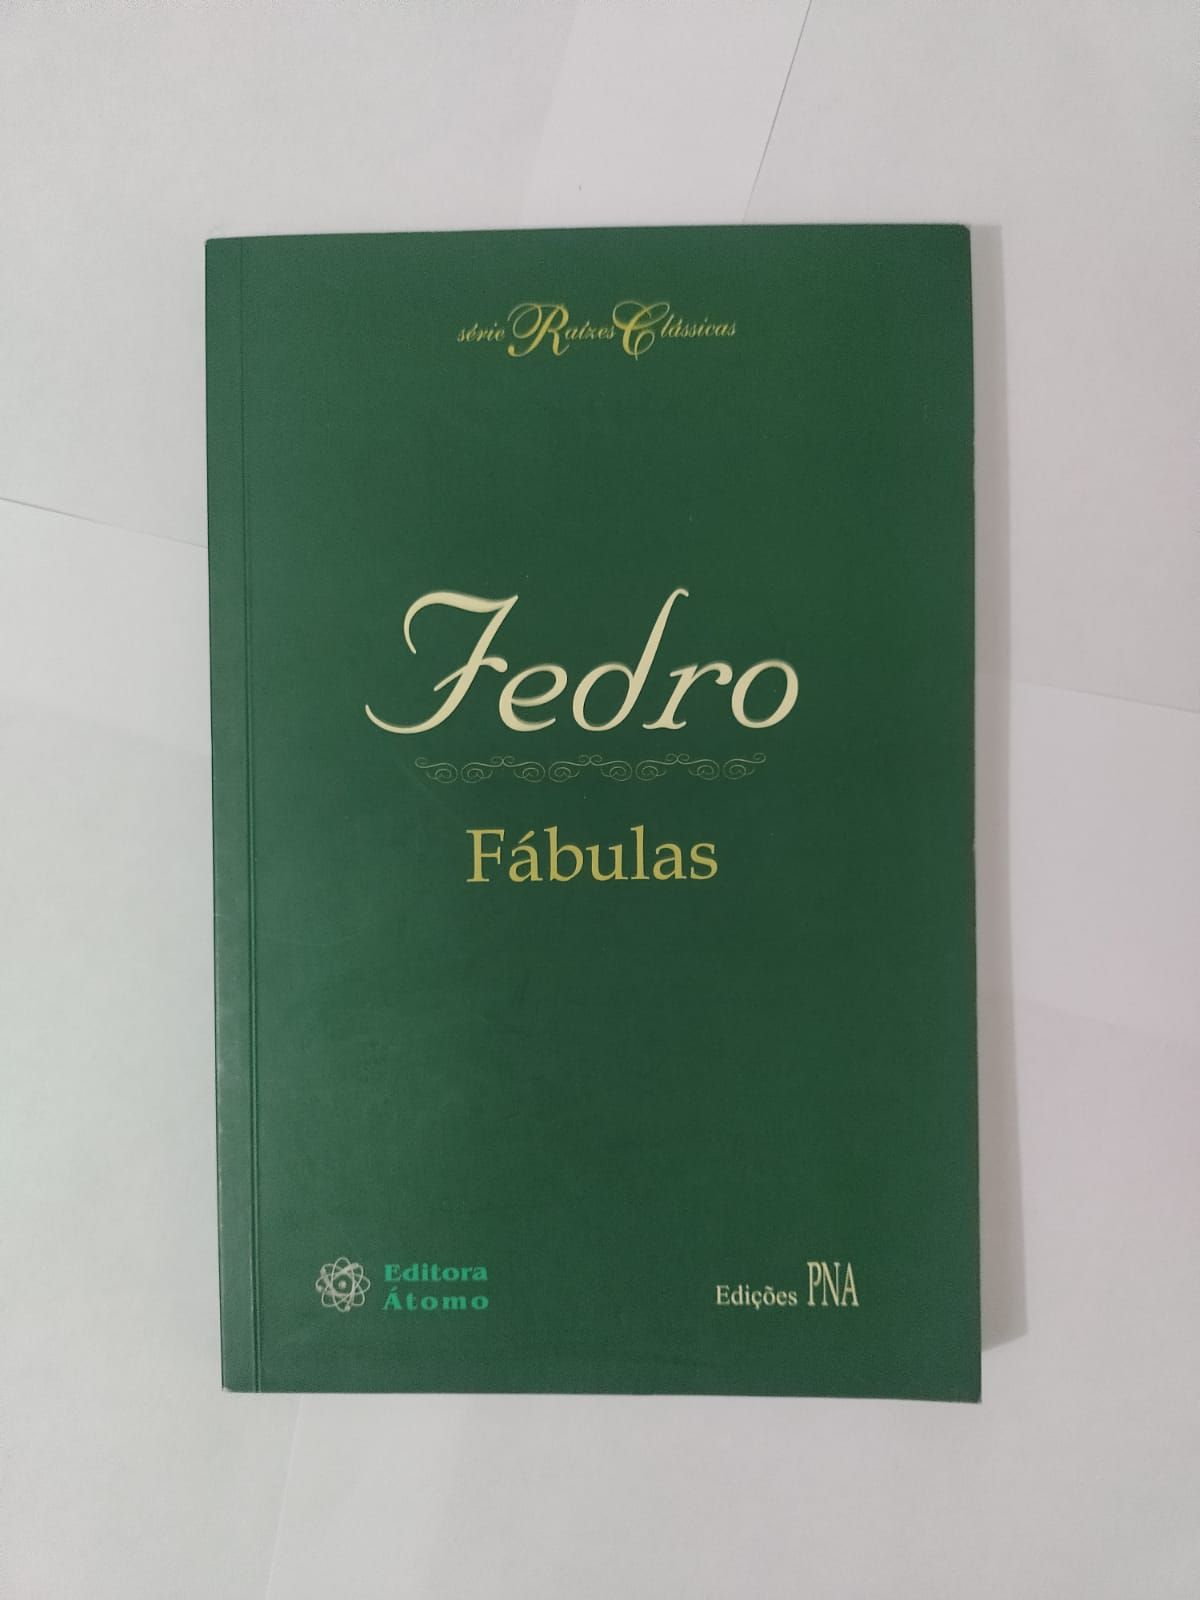 série Raízes Clássicas
Fedro
Fábulas
Editora
Átomo
Edições PNA